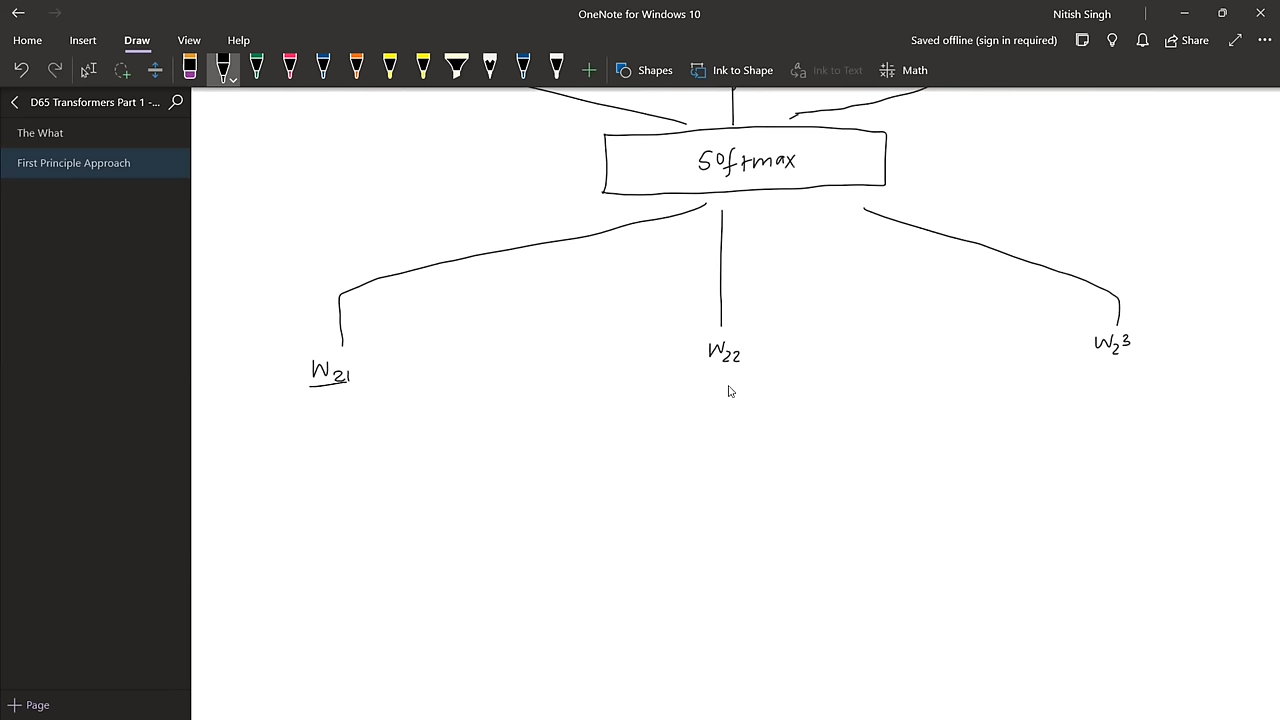 OneNote for Windows 10
Nitish Singh
Home Insert Draw View Help
Saved offline (sign in required)
Share
Shapes
Ink to Shape
Ink to Text
Math
D65 Transformers Part 1 -...
The What
First Principle Approach
Softmax
W21
W22
W23
Page